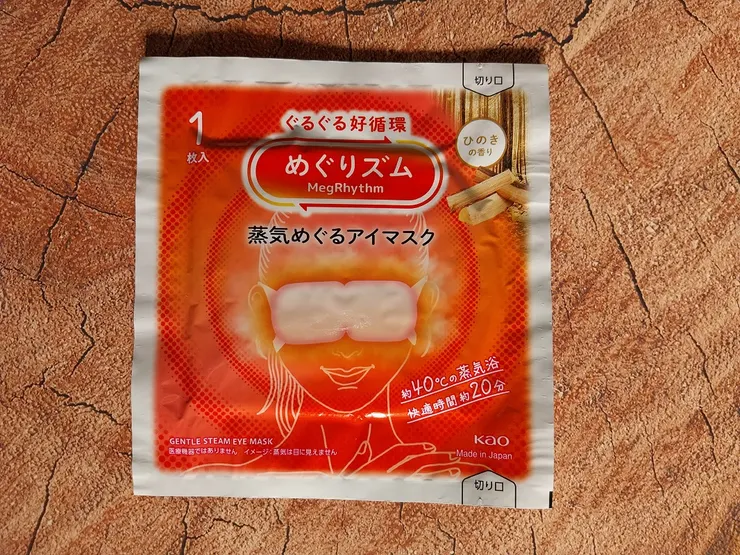 切り口
1
枚入
ぐるぐる好循環
めぐりズム
MegRhythm
ひのき
の香り
蒸気めぐるアイマスク
約40℃の蒸気浴
快適時間約20分
GENTLE STEAM EYE MASK
医療機器ではありません イメージ:蒸気は目に見えません
Kao
Made in Japan
切り口